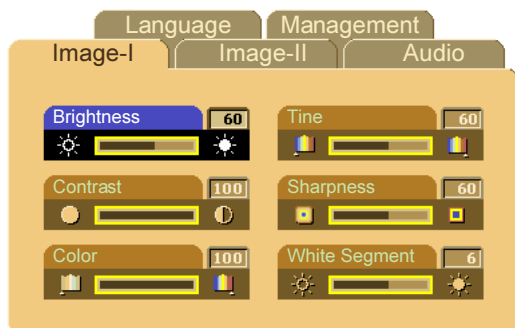 Language Management
Image-I Image-II Audio
Brightness 60
Tine 60
Contrast 100
Sharpness 60
Color 100
White Segment 6